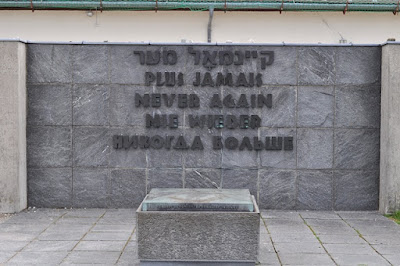 קיינמאל מער
PLUS JAMAIS
NEVER AGAIN
NIE WIEDER
НИКОГДА БОЛЬШЕ